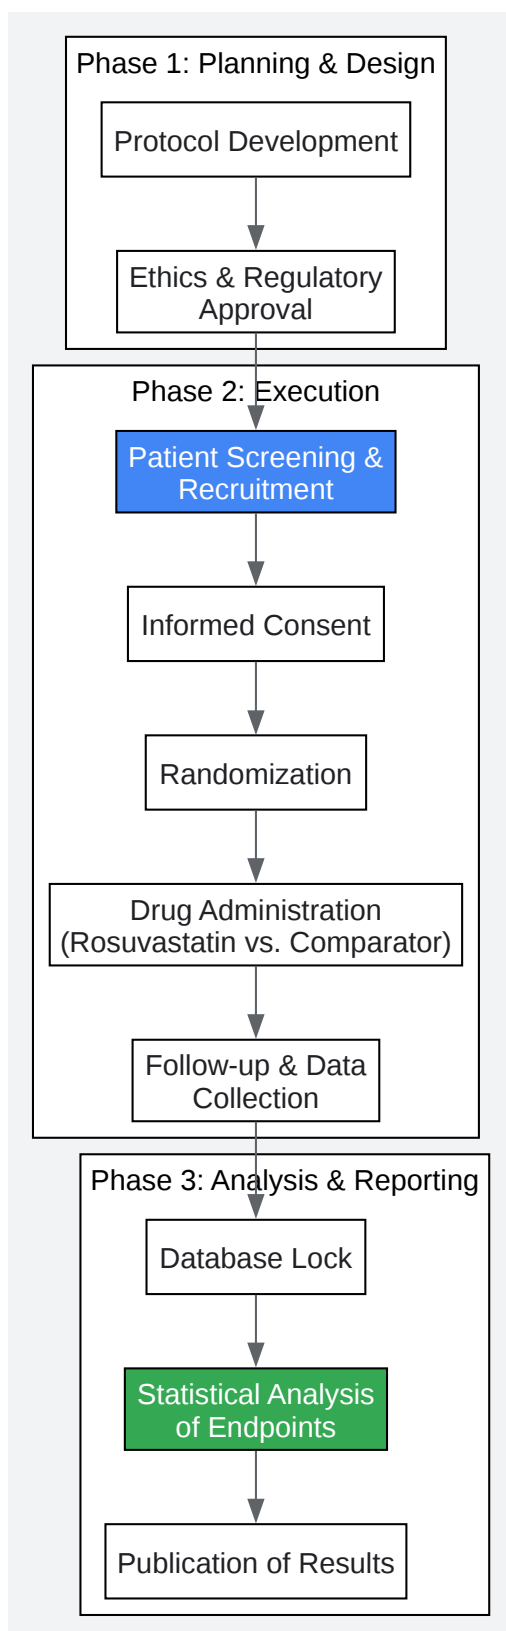 Phase 1: Planning & Design
Protocol Development
Ethics & Regulatory
Approval
Phase 2: Execution
Patient Screening &
Recruitment
Informed Consent
Randomization
Drug Administration
(Rosuvastatin vs. Comparator)
Follow-up & Data
Collection
Phase 3: Analysis & Reporting
Database Lock
Statistical Analysis
of Endpoints
Publication of Results